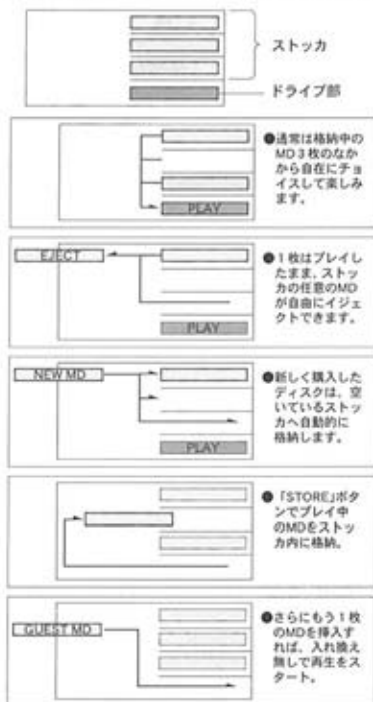 ストッカ
ドライブ部
●通常は格納中の
MD3枚のなか
から自在にチョ
イスして楽しみ
ます。
PLAY
EJECT
●1枚はプレイし
たまま、ストッ
カの任意のMD
が自由にイジェ
クトできます。
PLAY
NEW MD
●新しく購入した
ディスクは、空
いているストッ
カへ自動的に
格納します。
PLAY
●「STORE」ボタ
ンでプレイ中
のMDをストッ
カ内に格納。
GUEST MD
●さらにもう1枚
のMDを挿入す
れば、入れ換え
無しで再生をス
タート。